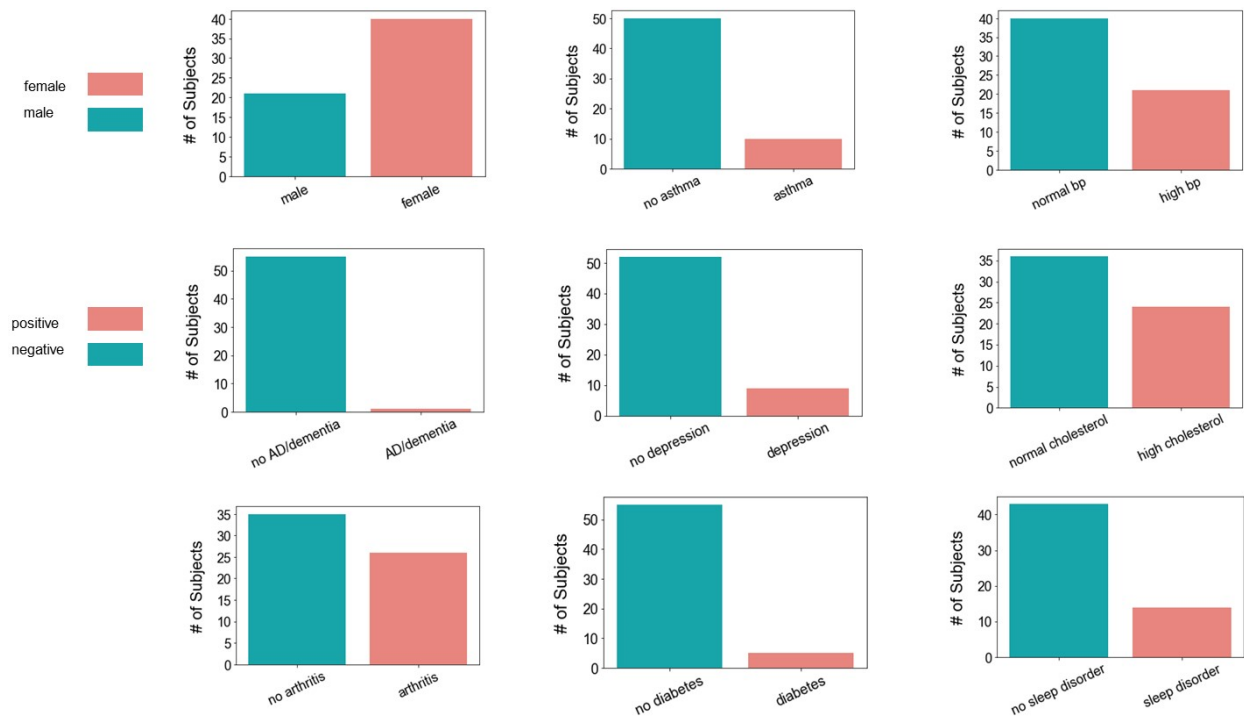 female
male
# of Subjects
40
35
30
25
20
15
10
5
0
male
female
# of Subjects
50
40
30
20
10
0
no asthma
asthma
# of Subjects
40
35
30
25
20
15
10
5
0
normal bp
high bp
positive
negative
# of Subjects
50
40
30
20
10
0
no AD/dementia
AD/dementia
# of Subjects
50
40
30
20
10
0
no depression
depression
# of Subjects
35
30
25
20
15
10
5
0
normal cholesterol
high cholesterol
# of Subjects
35
30
25
20
15
10
5
0
no arthritis
arthritis
# of Subjects
50
40
30
20
10
0
no diabetes
diabetes
# of Subjects
40
30
20
10
0
no sleep disorder
sleep disorder